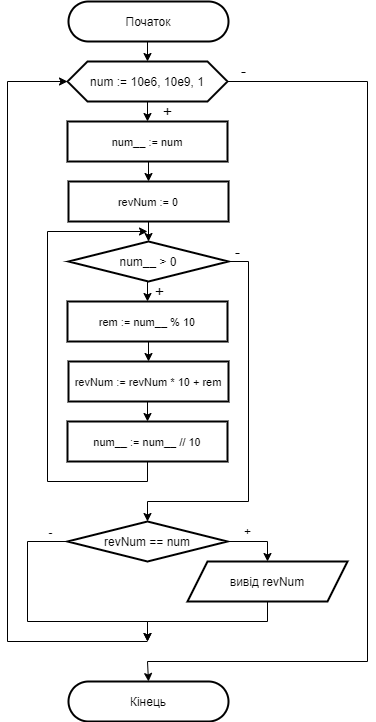 Початок
num := 10e6, 10e9, 1
-
+
num__ := num
revNum := 0
num__ > 0
-
+
rem := num__ % 10
revNum := revNum * 10 + rem
num__ := num__ // 10
-
revNum == num
+
вивід revNum
Кінець